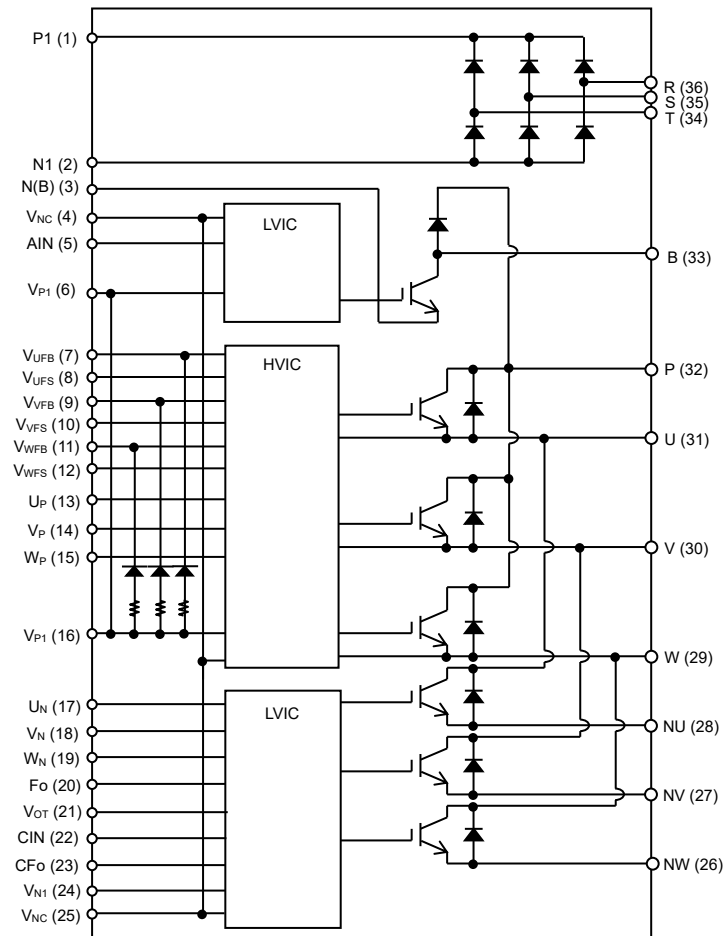 P1 (1)
N1 (2)
N(B) (3)
VNC (4)
AIN (5)
VP1 (6)
VUFB (7)
VUFS (8)
VVFB (9)
VVFS (10)
VWFB (11)
VWFS (12)
UP (13)
VP (14)
WP (15)
VP1 (16)
UN (17)
VN (18)
WN (19)
Fo (20)
VOT (21)
CIN (22)
CFo (23)
VN1 (24)
VNC (25)
LVIC
HVIC
LVIC
R (36)
S (35)
T (34)
B (33)
P (32)
U (31)
V (30)
W (29)
NU (28)
NV (27)
NW (26)